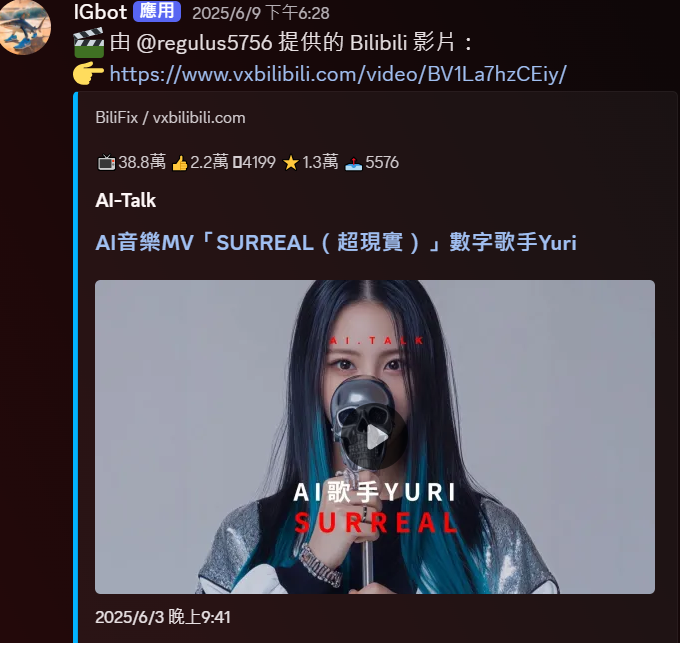 IGbot 應用 2025/6/9 下午6:28
由 @regulus5756 提供的 Bilibili 影片：
https://www.vxbilibili.com/video/BV1La7hzCEiy/
BiliFix / vxbilibili.com
38.8萬 2.2萬 4199 1.3萬 5576
AI-Talk
AI音樂MV「SURREAL（超現實）」數字歌手Yuri
AI.TALK
AI歌手YURI
SURREAL
2025/6/3 晚上9:41